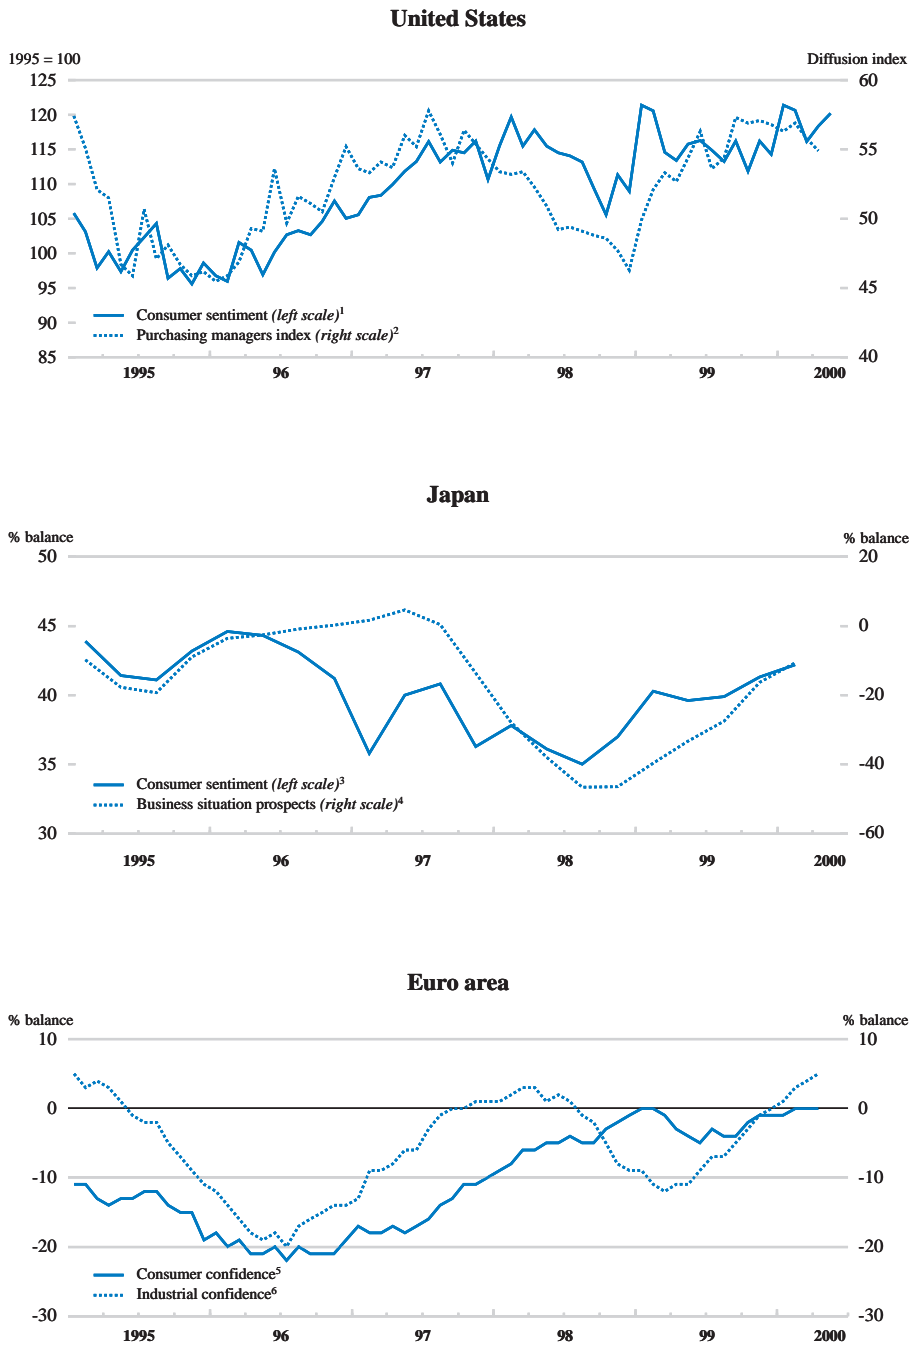 United States
1995 = 100 Diffusion index
125 60
120
115 55
110
105 50
100
95 45
90
85 40
Consumer sentiment (left scale)1
Purchasing managers index (right scale)2
1995 96 97 98 99 2000
Japan
% balance % balance
50 20
45 0
40 -20
35 -40
30 -60
Consumer sentiment (left scale)3
Business situation prospects (right scale)4
1995 96 97 98 99 2000
Euro area
% balance % balance
10 10
0 0
-10 -10
-20 -20
-30 -30
Consumer confidence5
Industrial confidence6
1995 96 97 98 99 2000